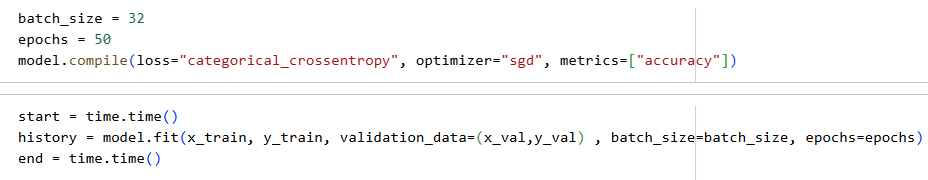 batch_size = 32
epochs = 50
model.compile(loss="categorical_crossentropy", optimizer="sgd", metrics=["accuracy"])
start = time.time()
history = model.fit(x_train, y_train, validation_data=(x_val,y_val) , batch_size=batch_size, epochs=epochs)
end = time.time()